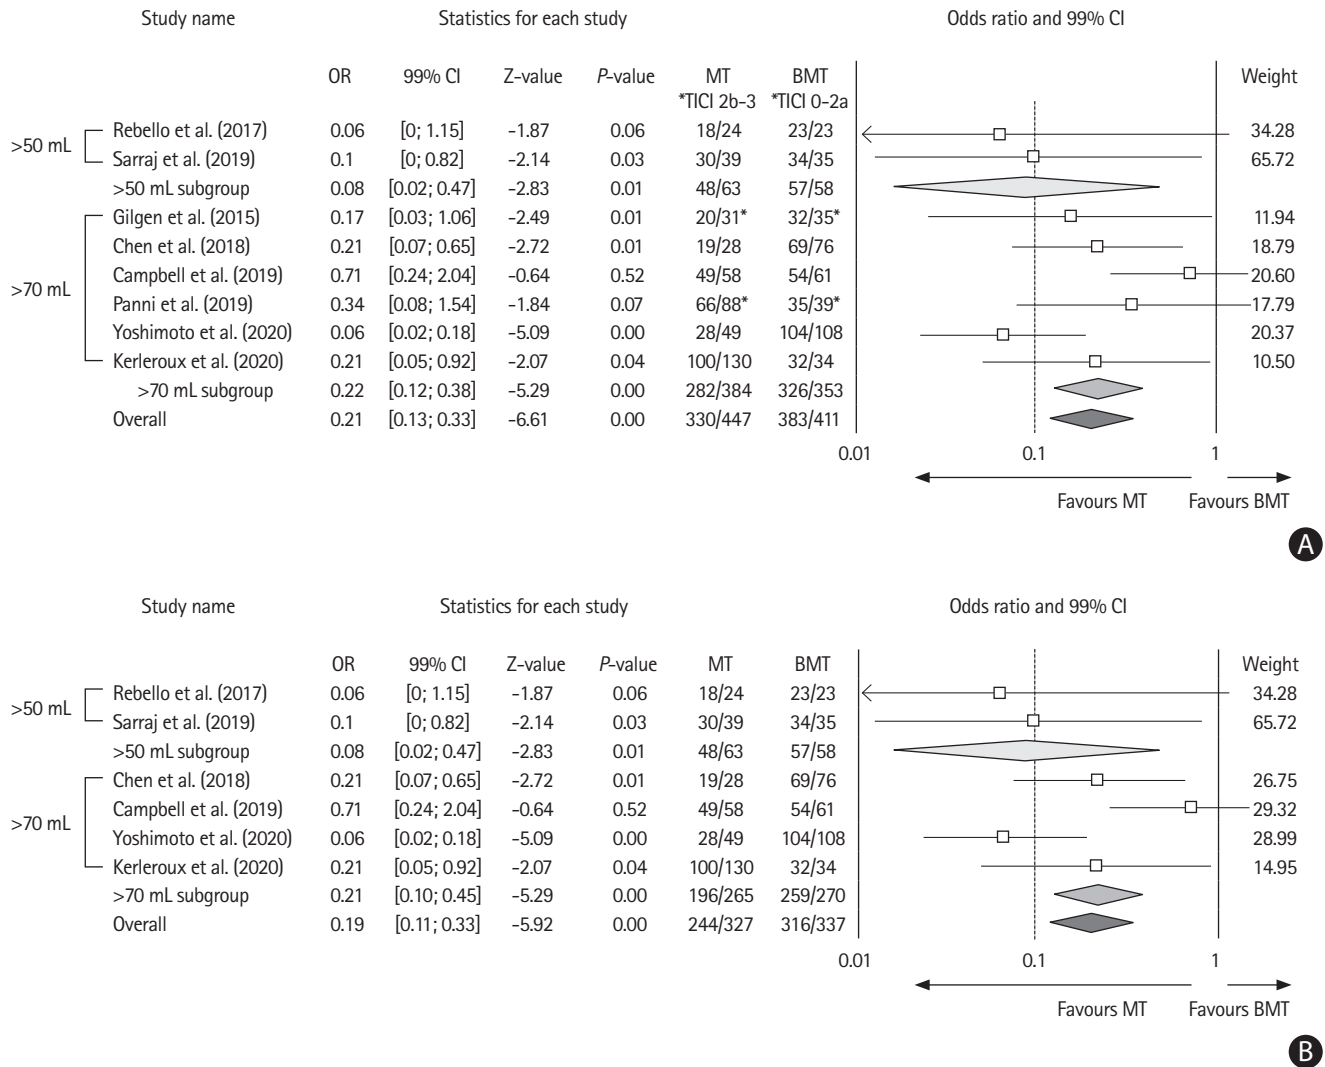 Study name Statistics for each study Odds ratio and 99% CI
OR 99% CI Z-value P-value MT BMT Weight
*TICI 2b-3 *TICI 0-2a
>50 mL
Rebello et al. (2017) 0.06 [0; 1.15] -1.87 0.06 18/24 23/23 34.28
Sarraj et al. (2019) 0.1 [0; 0.82] -2.14 0.03 30/39 34/35 65.72
>50 mL subgroup 0.08 [0.02; 0.47] -2.83 0.01 48/63 57/58
>70 mL
Gilgen et al. (2015) 0.17 [0.03; 1.06] -2.49 0.01 20/31* 32/35* 11.94
Chen et al. (2018) 0.21 [0.07; 0.65] -2.72 0.01 19/28 69/76 18.79
Campbell et al. (2019) 0.71 [0.24; 2.04] -0.64 0.52 49/58 54/61 20.60
Panni et al. (2019) 0.34 [0.08; 1.54] -1.84 0.07 66/88* 35/39* 17.79
Yoshimoto et al. (2020) 0.06 [0.02; 0.18] -5.09 0.00 28/49 104/108 20.37
Kerleroux et al. (2020) 0.21 [0.05; 0.92] -2.07 0.04 100/130 32/34 10.50
>70 mL subgroup 0.22 [0.12; 0.38] -5.29 0.00 282/384 326/353
Overall 0.21 [0.13; 0.33] -6.61 0.00 330/447 383/411
0.01 0.1 1
Favours MT Favours BMT
A
Study name Statistics for each study Odds ratio and 99% CI
OR 99% CI Z-value P-value MT BMT Weight
>50 mL
Rebello et al. (2017) 0.06 [0; 1.15] -1.87 0.06 18/24 23/23 34.28
Sarraj et al. (2019) 0.1 [0; 0.82] -2.14 0.03 30/39 34/35 65.72
>50 mL subgroup 0.08 [0.02; 0.47] -2.83 0.01 48/63 57/58
>70 mL
Chen et al. (2018) 0.21 [0.07; 0.65] -2.72 0.01 19/28 69/76 26.75
Campbell et al. (2019) 0.71 [0.24; 2.04] -0.64 0.52 49/58 54/61 29.32
Yoshimoto et al. (2020) 0.06 [0.02; 0.18] -5.09 0.00 28/49 104/108 28.99
Kerleroux et al. (2020) 0.21 [0.05; 0.92] -2.07 0.04 100/130 32/34 14.95
>70 mL subgroup 0.21 [0.10; 0.45] -5.29 0.00 196/265 259/270
Overall 0.19 [0.11; 0.33] -5.92 0.00 244/327 316/337
0.01 0.1 1
Favours MT Favours BMT
B